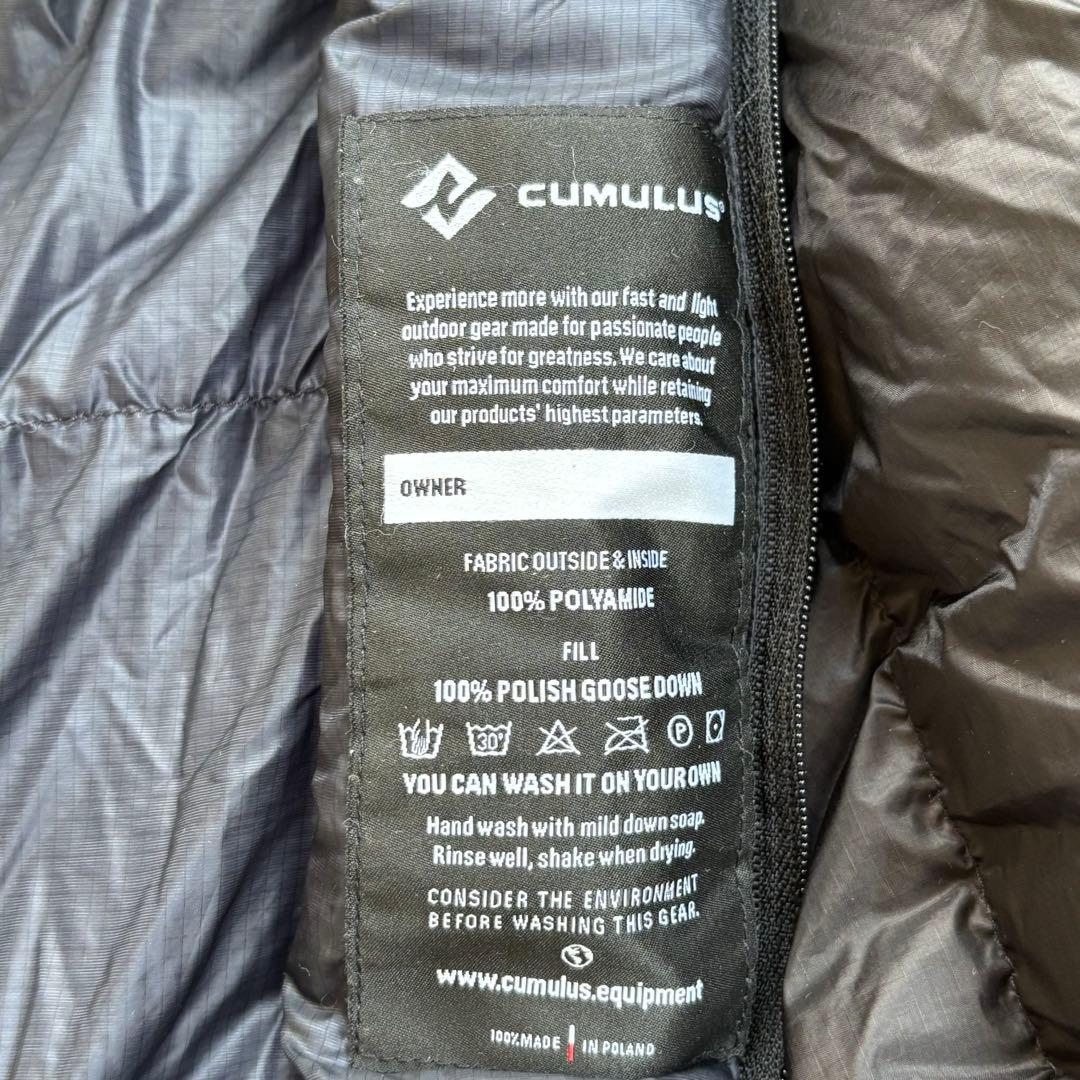 CUMULUS®
Experience more with our fast and light
outdoor gear made for passionate people
who strive for greatness. We care about
your maximum comfort while retaining
our products' highest parameters.
OWNER
FABRIC OUTSIDE & INSIDE
100% POLYAMIDE
FILL
100% POLISH GOOSE DOWN
30° P
YOU CAN WASH IT ON YOUR OWN
Hand wash with mild down soap.
Rinse well, shake when drying.
CONSIDER THE ENVIRONMENT
BEFORE WASHING THIS GEAR.
www.cumulus.equipment
100% MADE IN POLAND